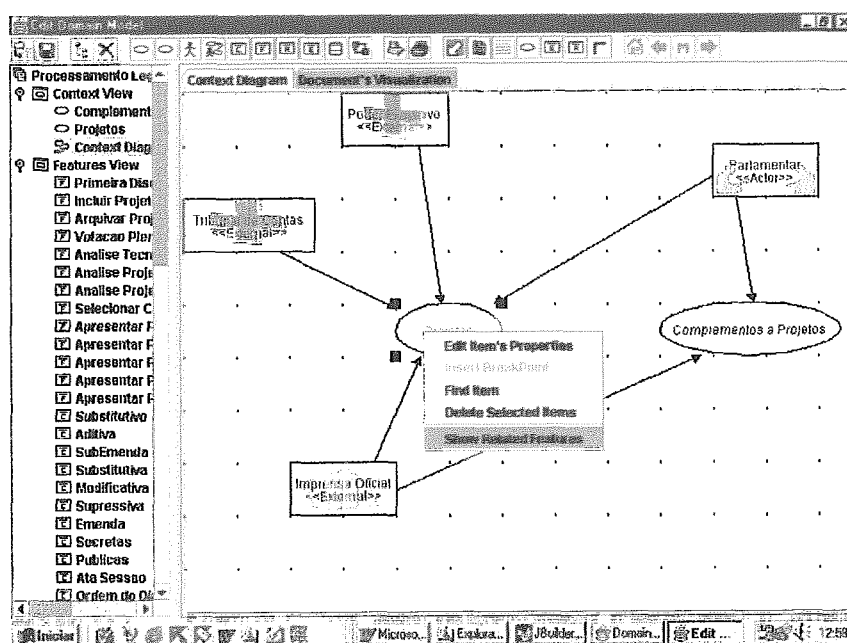 Edit Domain Model
Processamento Leg
Context View
Complement
Projetos
Context Diag
Features View
Primeira Dis
Incluir Projet
Arquivar Proj
Votacao Plen
Analise Tecn
Analise Proje
Analise Proje
Selecionar C
Apresentar P
Apresentar P
Apresentar P
Apresentar P
Apresentar P
Substitutivo
Aditiva
SubEmenda
Substitutiva
Modificativa
Supressiva
Emenda
Secretas
Publicas
Ata Sessao
Ordem do Di
Context Diagram
Document's Visualization
Parlamentar
<<Actor>>
Complementos a Projetos
Edit Item's Properties
Insert BreakPoint
Find Item
Delete Selected Items
Show Related Features
Imprensa Oficial
<<External>>
Iniciar
Microso...
Explora...
JBuilder...
Domain...
Edit ...
12:59